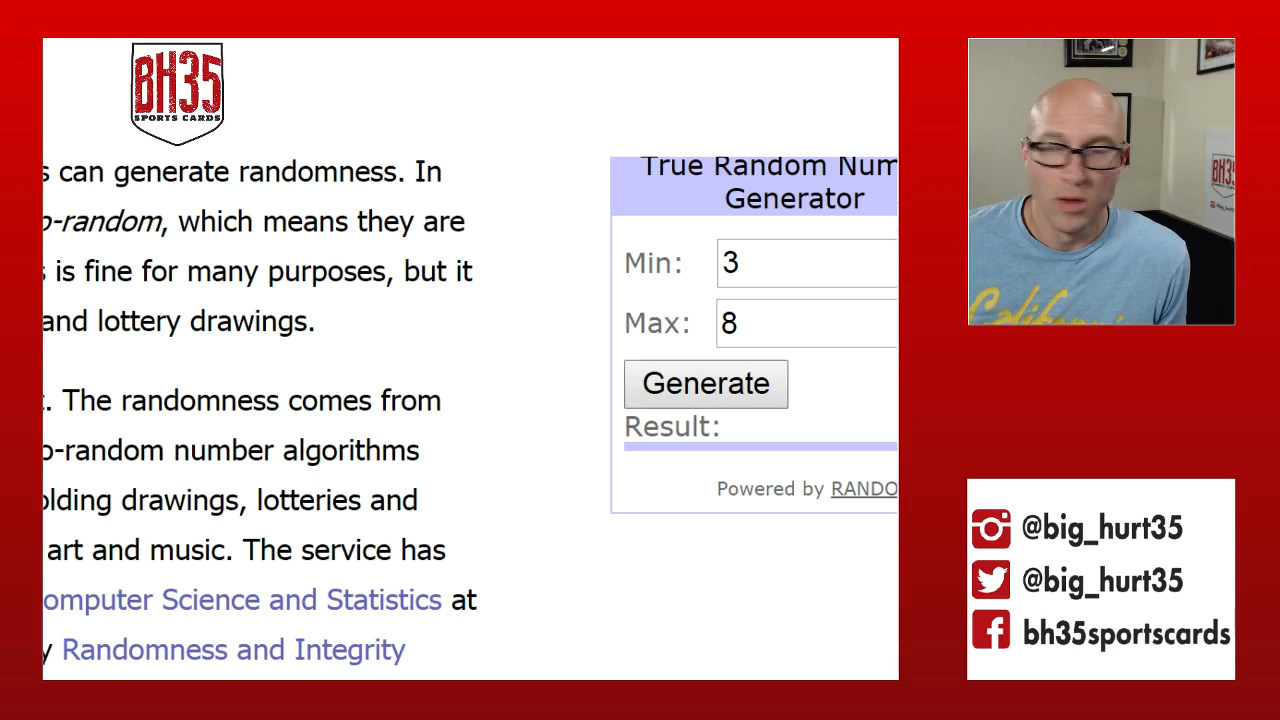 BH35
SPORTS CARDS
s can generate randomness. In
o-random, which means they are
s is fine for many purposes, but it
and lottery drawings.
t. The randomness comes from
o-random number algorithms
olding drawings, lotteries and
art and music. The service has
omputer Science and Statistics at
y Randomness and Integrity
True Random Num
Generator
Min: 3
Max: 8
Generate
Result:
Powered by RANDO
BH35
@big_hurt35
@big_hurt35
bh35sportscards
California